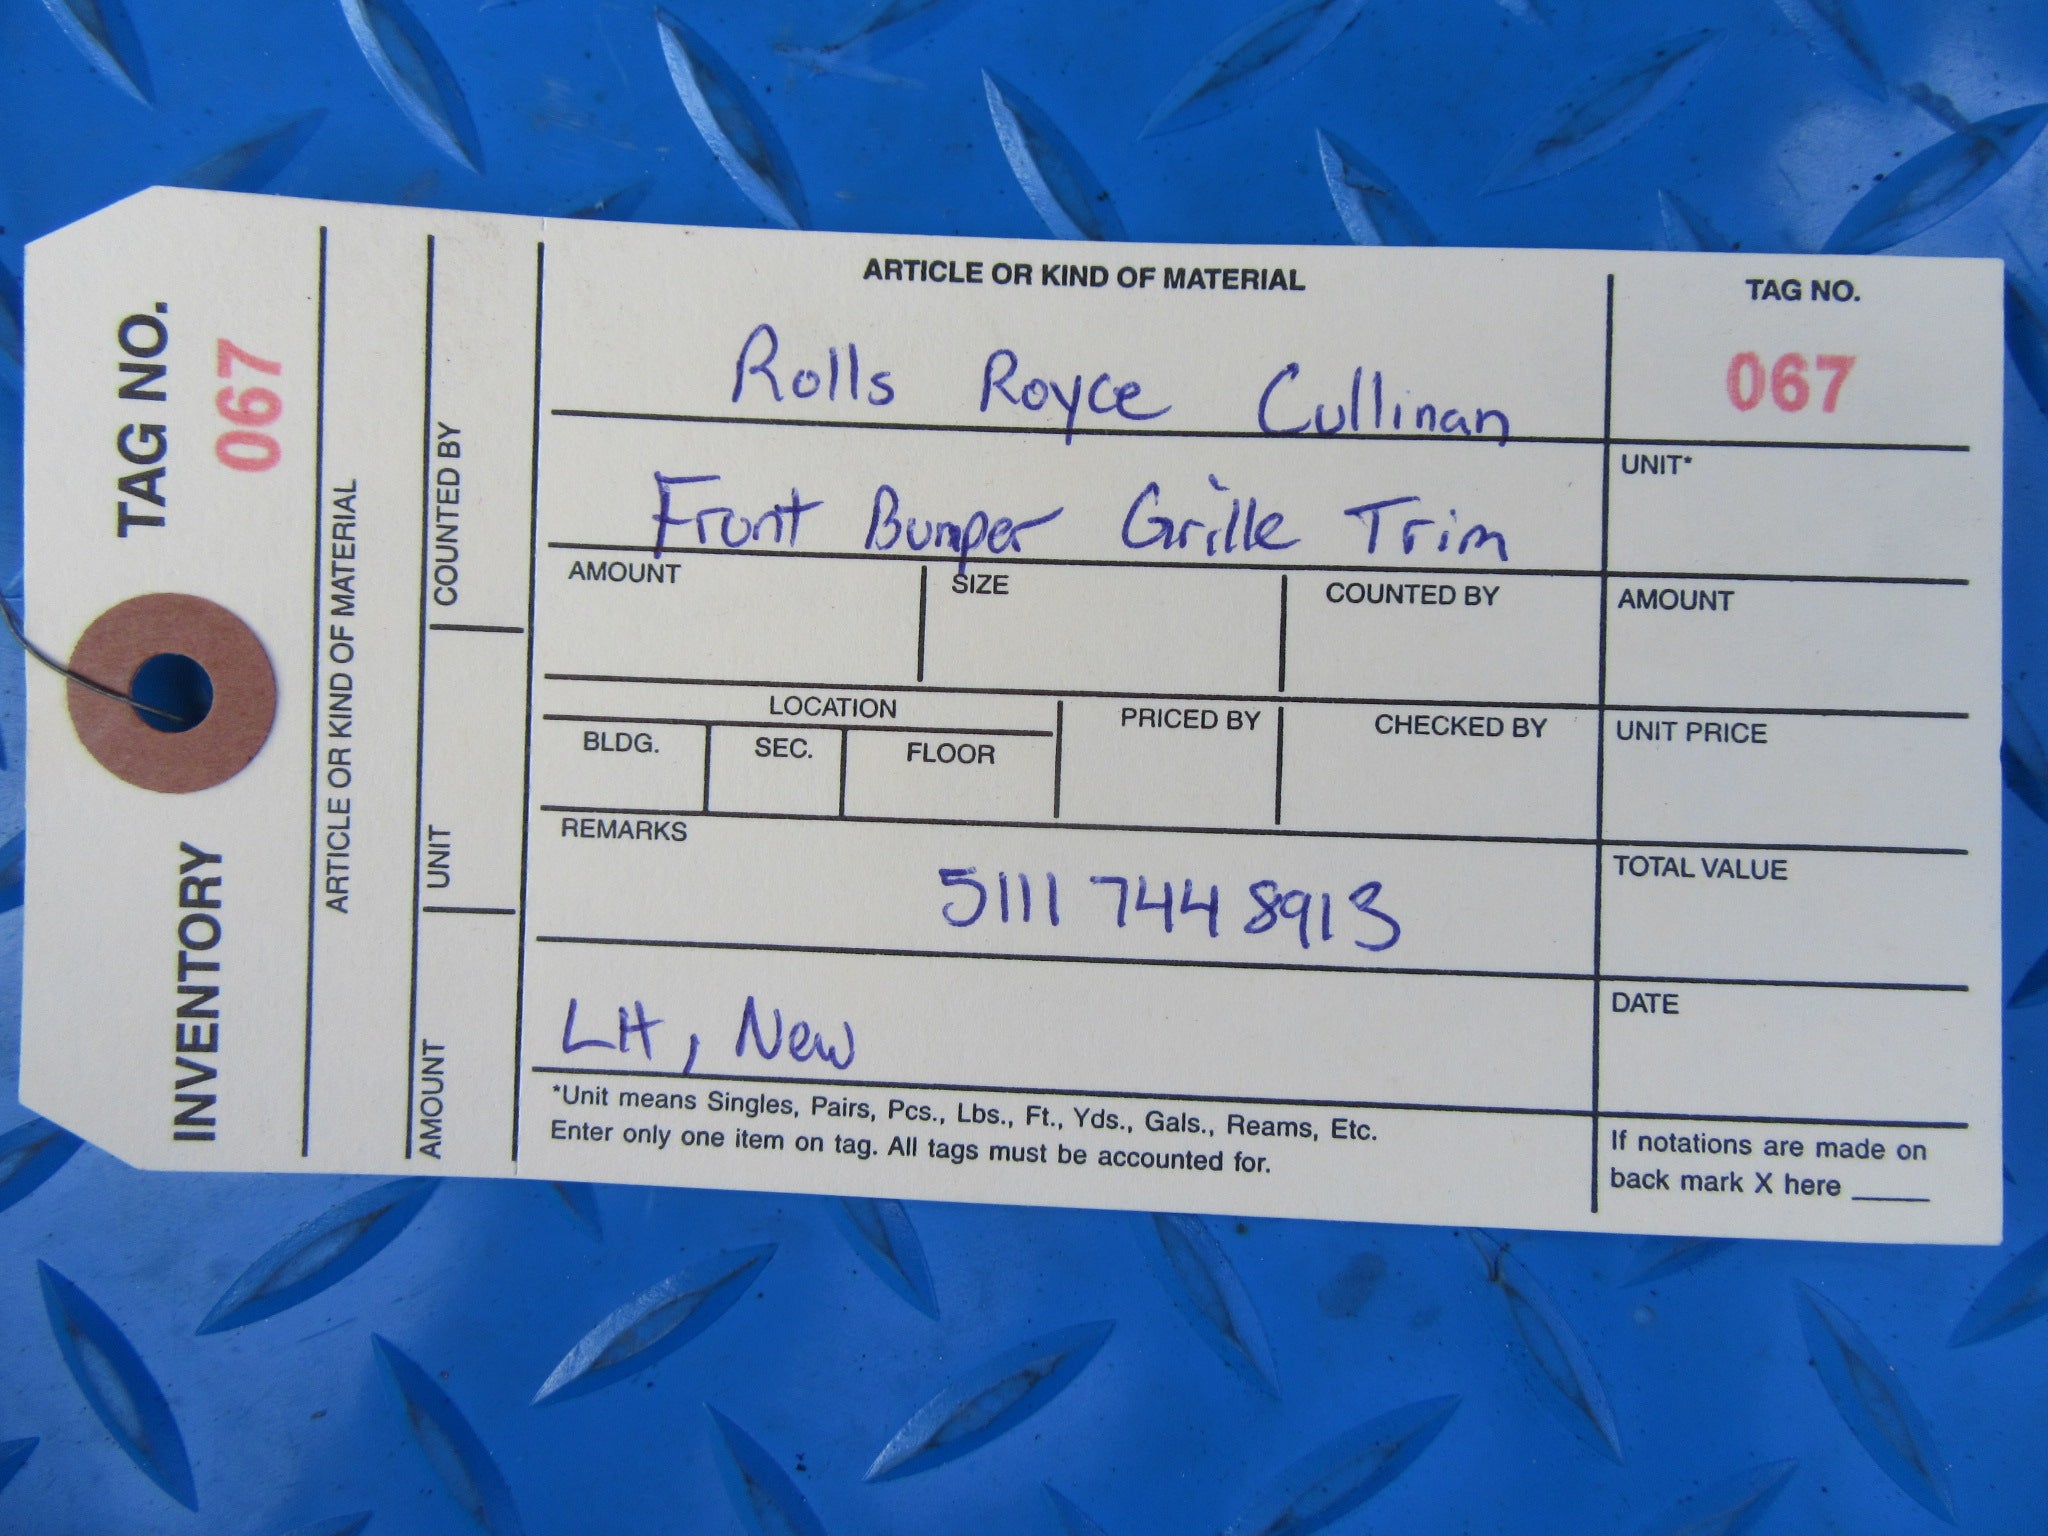 INVENTORY TAG NO.
067
ARTICLE OR KIND OF MATERIAL
AMOUNT UNIT COUNTED BY
ARTICLE OR KIND OF MATERIAL
Rolls Royce Cullinan
Front Bumper Grille Trim
AMOUNT SIZE COUNTED BY
LOCATION PRICED BY CHECKED BY
BLDG. SEC. FLOOR
REMARKS
5111 744 8913
LH, New
*Unit means Singles, Pairs, Pcs., Lbs., Ft., Yds., Gals., Reams, Etc.
Enter only one item on tag. All tags must be accounted for.
TAG NO.
067
UNIT*
AMOUNT
UNIT PRICE
TOTAL VALUE
DATE
If notations are made on
back mark X here _____